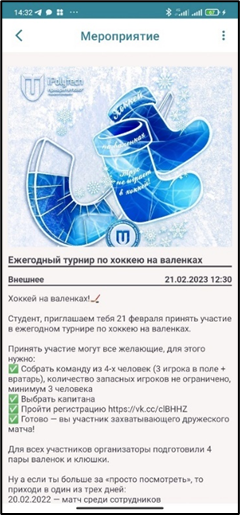 14:32
57
Мероприятие
iPolytech
Хоккей
Ежегодный турнир по хоккею на валенках
Внешнее 21.02.2023 12:30
Хоккей на валенках!🏒
Студент, приглашаем тебя 21 февраля принять участие
в ежегодном турнире по хоккею на валенках.
Принять участие могут все желающие, для этого
нужно:
✅ Собрать команду из 4-х человек (3 игрока в поле +
вратарь), количество запасных игроков не ограничено,
минимум 3 человека
✅ Выбрать капитана
✅ Пройти регистрацию https://vk.cc/clBHHZ
✅ Готово — вы участник захватывающего дружеского
матча!
Для всех участников организаторы подготовили 4
пары валенок и клюшки.
Ну а если ты больше за «просто посмотреть», то
приходи в один из трех дней:
20.02.2022 — матч среди сотрудников